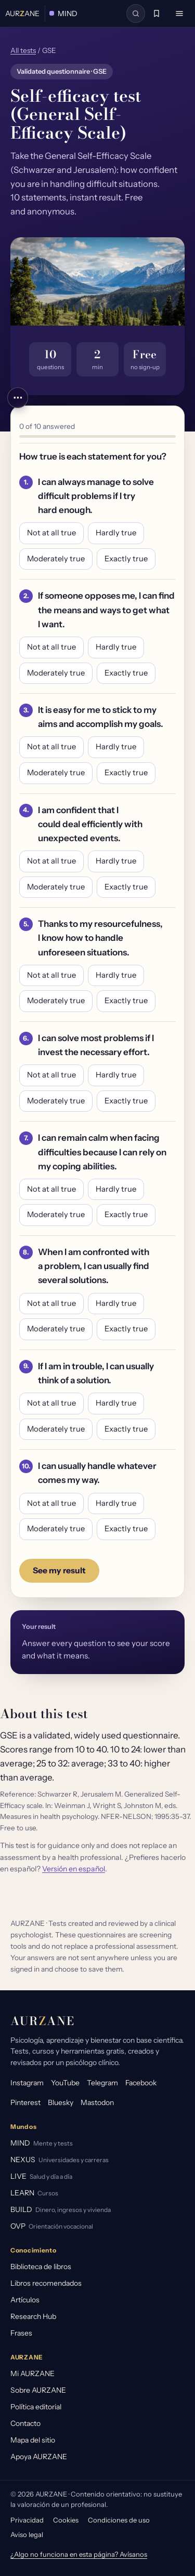 AURZANE MIND
All tests / GSE
Validated questionnaire · GSE
Self-efficacy test
(General Self-
Efficacy Scale)
Take the General Self-Efficacy Scale
(Schwarzer and Jerusalem): how confident
you are in handling difficult situations.
10 statements, instant result. Free
and anonymous.
10
questions
2
min
Free
no sign-up
0 of 10 answered
How true is each statement for you?
1. I can always manage to solve
difficult problems if I try
hard enough.
Not at all true Hardly true
Moderately true Exactly true
2. If someone opposes me, I can find
the means and ways to get what
I want.
Not at all true Hardly true
Moderately true Exactly true
3. It is easy for me to stick to my
aims and accomplish my goals.
Not at all true Hardly true
Moderately true Exactly true
4. I am confident that I
could deal efficiently with
unexpected events.
Not at all true Hardly true
Moderately true Exactly true
5. Thanks to my resourcefulness,
I know how to handle
unforeseen situations.
Not at all true Hardly true
Moderately true Exactly true
6. I can solve most problems if I
invest the necessary effort.
Not at all true Hardly true
Moderately true Exactly true
7. I can remain calm when facing
difficulties because I can rely on
my coping abilities.
Not at all true Hardly true
Moderately true Exactly true
8. When I am confronted with
a problem, I can usually find
several solutions.
Not at all true Hardly true
Moderately true Exactly true
9. If I am in trouble, I can usually
think of a solution.
Not at all true Hardly true
Moderately true Exactly true
10. I can usually handle whatever
comes my way.
Not at all true Hardly true
Moderately true Exactly true
See my result
Your result
Answer every question to see your score
and what it means.
About this test
GSE is a validated, widely used questionnaire.
Scores range from 10 to 40. 10 to 24: lower than
average; 25 to 32: average; 33 to 40: higher
than average.
Reference: Schwarzer R, Jerusalem M. Generalized Self-
Efficacy scale. In: Weinman J, Wright S, Johnston M, eds.
Measures in health psychology. NFER-NELSON; 1995:35-37.
Free to use.
This test is for guidance only and does not replace an
assessment by a health professional. ¿Prefieres hacerlo
en español? Versión en español.
AURZANE · Tests created and reviewed by a clinical
psychologist. These questionnaires are screening
tools and do not replace a professional assessment.
Your answers are not sent anywhere unless you are
signed in and choose to save them.
AURZANE
Psicología, aprendizaje y bienestar con base científica.
Tests, cursos y herramientas gratis, creados y
revisados por un psicólogo clínico.
Instagram YouTube Telegram Facebook
Pinterest Bluesky Mastodon
Mundos
MIND Mente y tests
NEXUS Universidades y carreras
LIVE Salud y día a día
LEARN Cursos
BUILD Dinero, ingresos y vivienda
OVP Orientación vocacional
Conocimiento
Biblioteca de libros
Libros recomendados
Artículos
Research Hub
Frases
AURZANE
Mi AURZANE
Sobre AURZANE
Política editorial
Contacto
Mapa del sitio
Apoya AURZANE
© 2026 AURZANE · Contenido orientativo: no sustituye
la valoración de un profesional.
Privacidad Cookies Condiciones de uso
Aviso legal
¿Algo no funciona en esta página? Avísanos